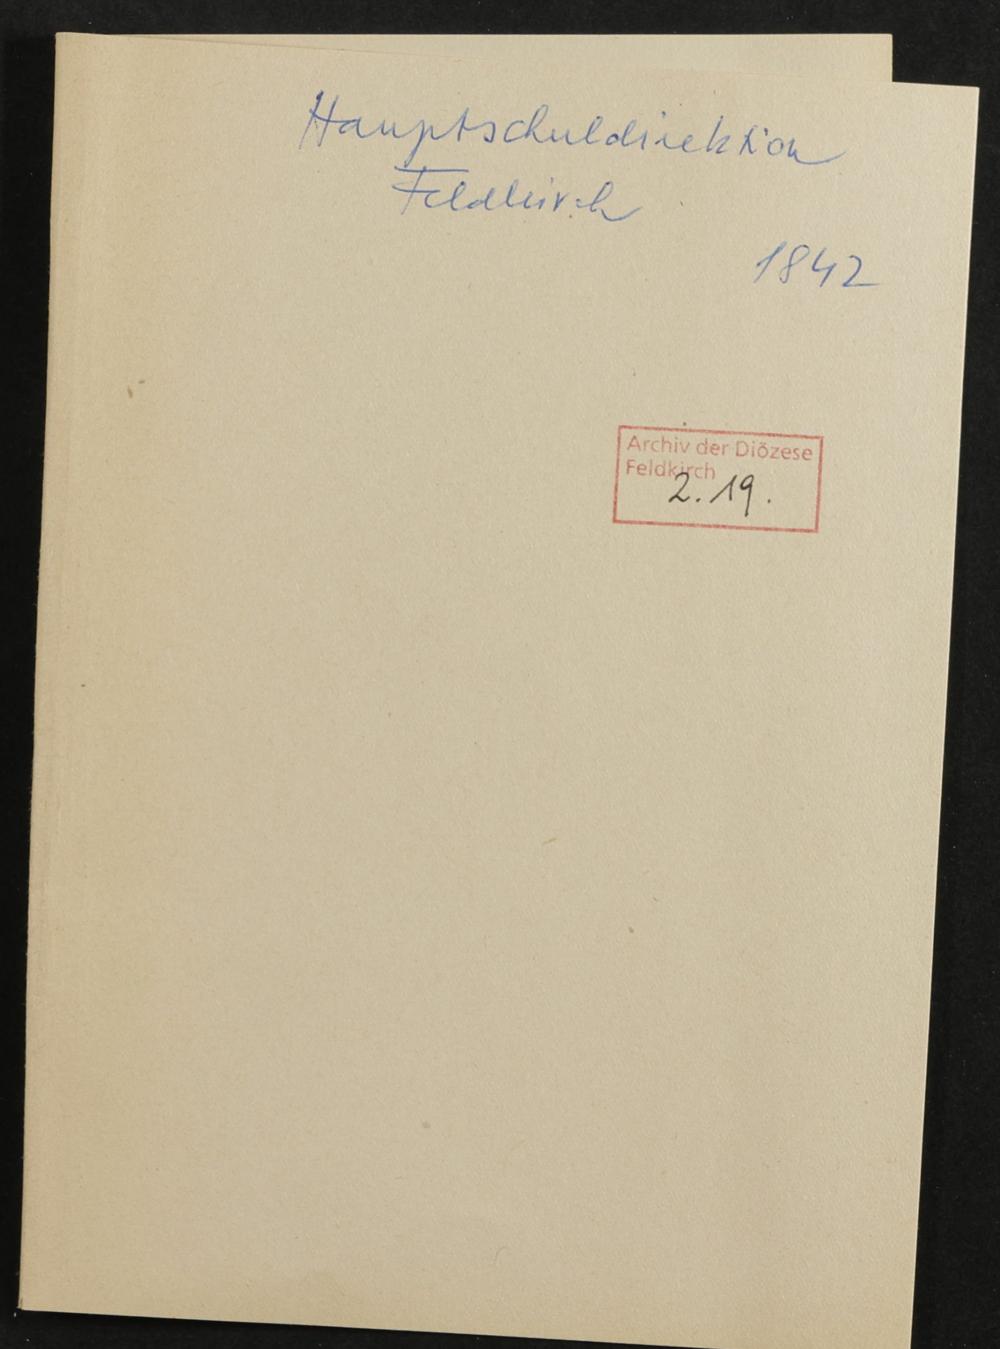 Hauptschuldirektion
Feldkirch
1842
Archiv der Diözese
Feldkirch
2.19.